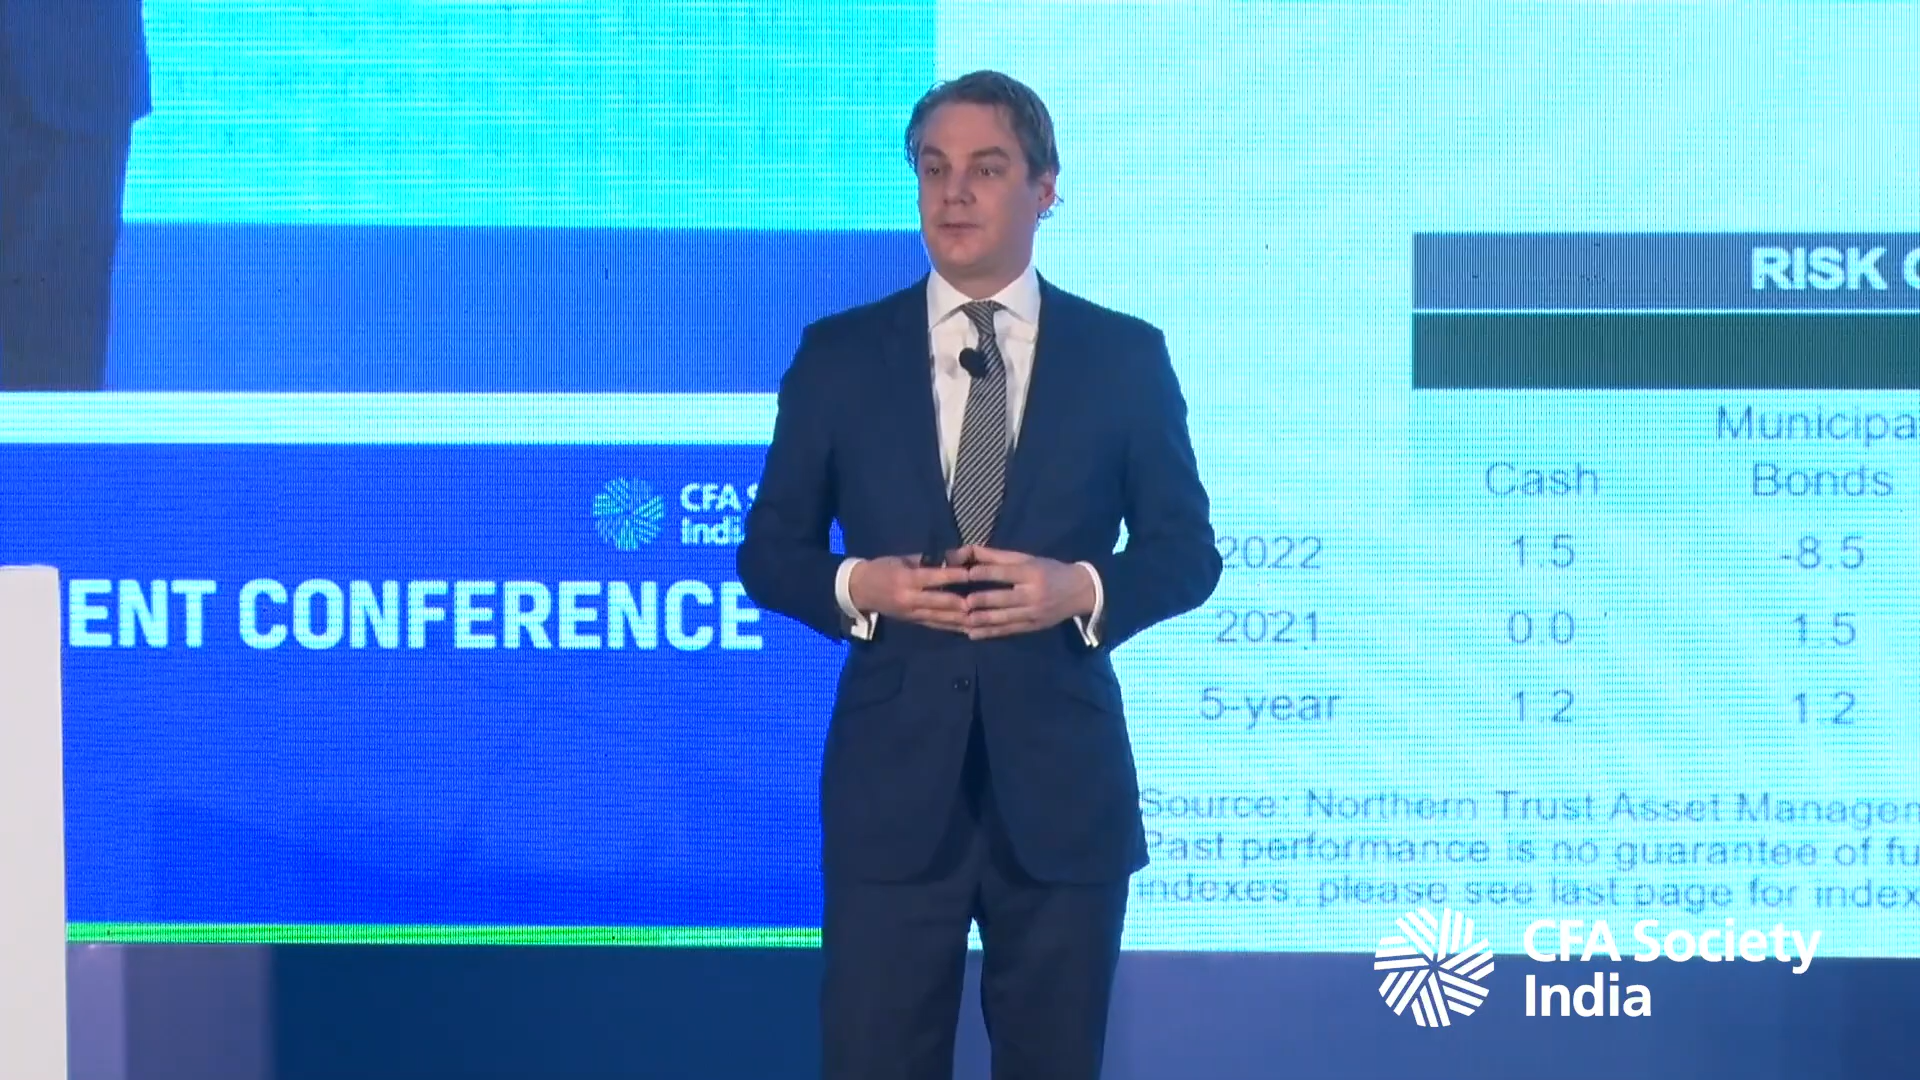 CFA
Indi
ENT CONFERENCE
RISK
Municipa
Cash Bonds
2022 1.5 -8.5
2021 0.0 1.5
5-year 1.2 1.2
Source: Northern Trust Asset Managem
Past performance is no guarantee of fu
indexes, please see last page for index
CFA Society
India